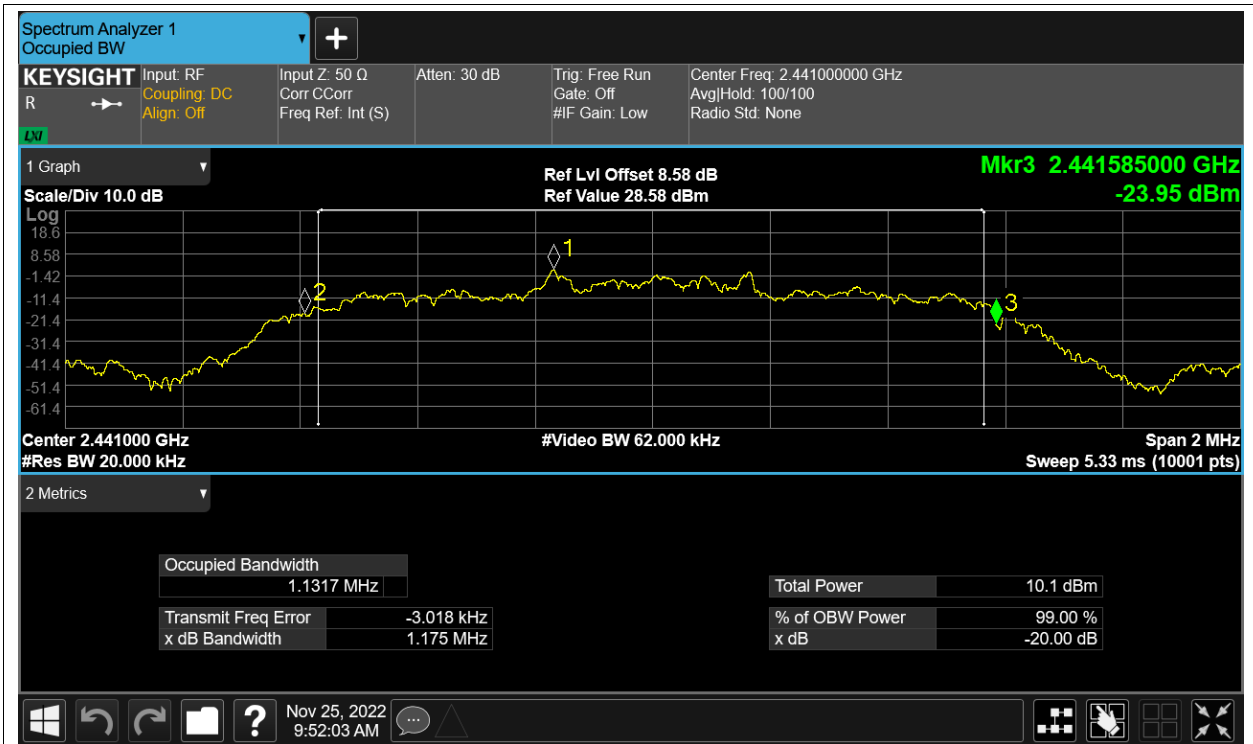 Spectrum Analyzer 1
Occupied BW
KEYSIGHT
R
LXI
Input: RF
Coupling: DC
Align: Off
Input Z: 50 Ω
Corr CCorr
Freq Ref: Int (S)
Atten: 30 dB
Trig: Free Run
Gate: Off
#IF Gain: Low
Center Freq: 2.441000000 GHz
Avg|Hold: 100/100
Radio Std: None
1 Graph
Scale/Div 10.0 dB
Ref Lvl Offset 8.58 dB
Ref Value 28.58 dBm
Mkr3 2.441585000 GHz
-23.95 dBm
Log
18.6
8.58
-1.42
-11.4
-21.4
-31.4
-41.4
-51.4
-61.4
1
2
3
Center 2.441000 GHz
#Res BW 20.000 kHz
#Video BW 62.000 kHz
Span 2 MHz
Sweep 5.33 ms (10001 pts)
2 Metrics
Occupied Bandwidth
1.1317 MHz
Transmit Freq Error -3.018 kHz
x dB Bandwidth 1.175 MHz
Total Power 10.1 dBm
% of OBW Power 99.00 %
x dB -20.00 dB
?
Nov 25, 2022
9:52:03 AM